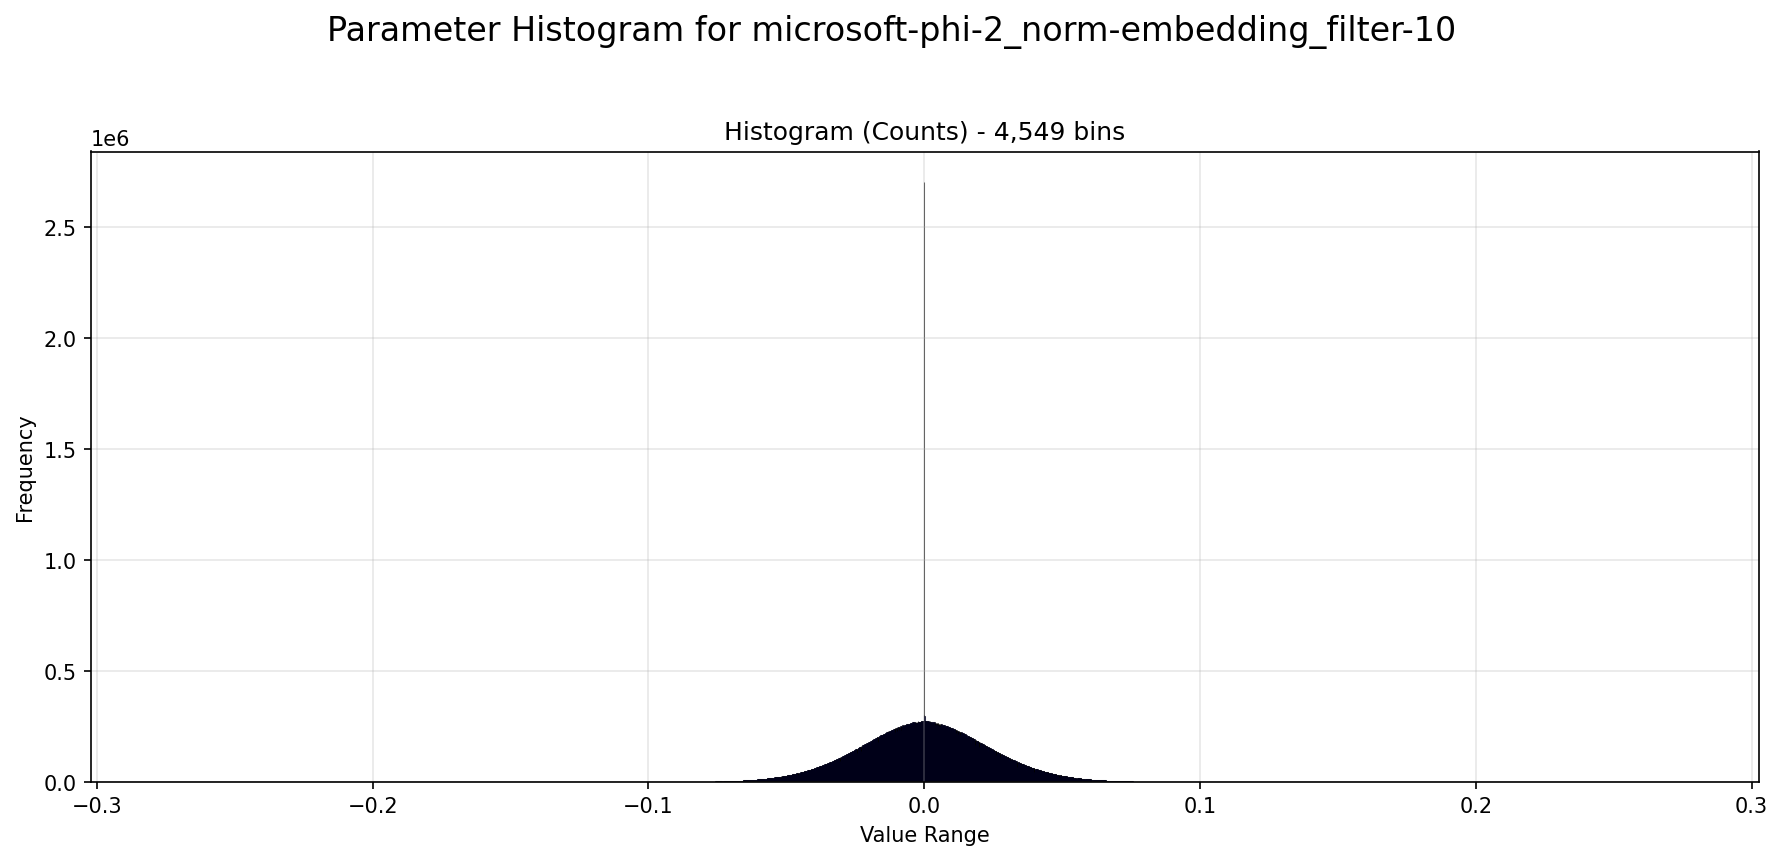 Parameter Histogram for microsoft-phi-2_norm-embedding_filter-10
Histogram (Counts) - 4,549 bins
1e6
2.5
2.0
1.5
1.0
0.5
0.0
Frequency
−0.3
−0.2
−0.1
0.0
0.1
0.2
0.3
Value Range